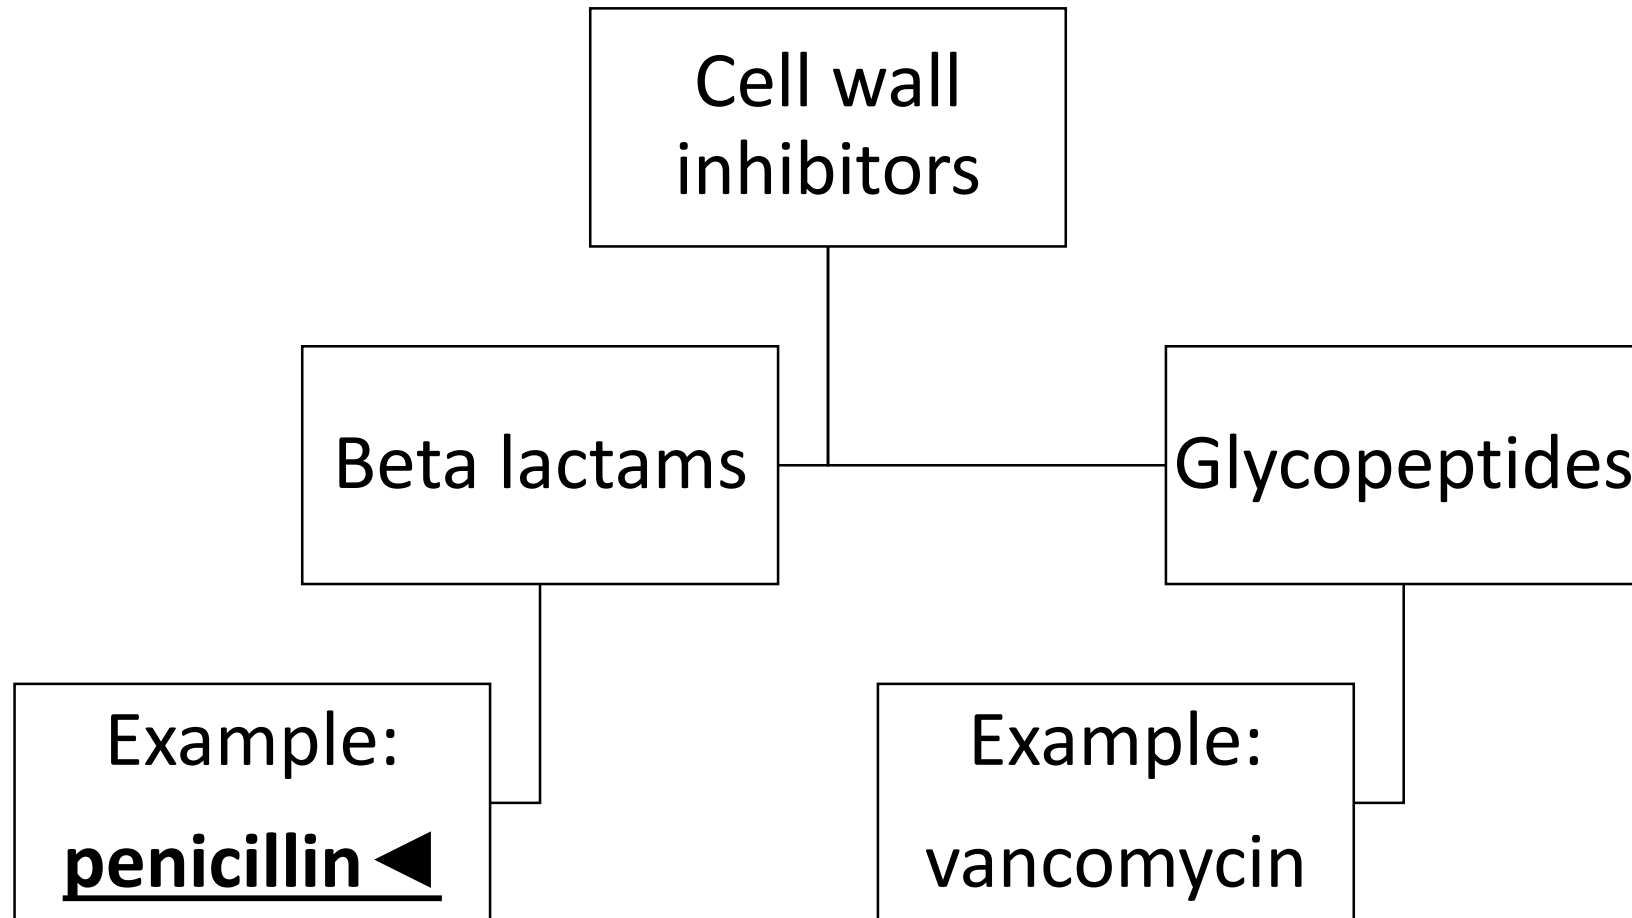 Cell wall
inhibitors
Beta lactams
Glycopeptides
Example:
penicillin◄
Example:
vancomycin